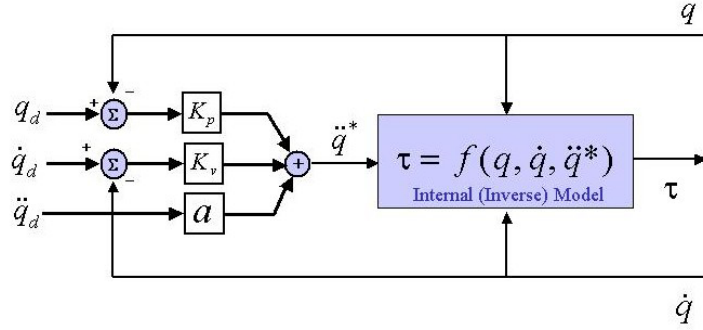 q
−
q_d + Σ K_p
q̇_d + Σ K_v + q̈* τ = f(q, q̇, q̈*)
− Internal (Inverse) Model
τ
q̈_d a
q̇